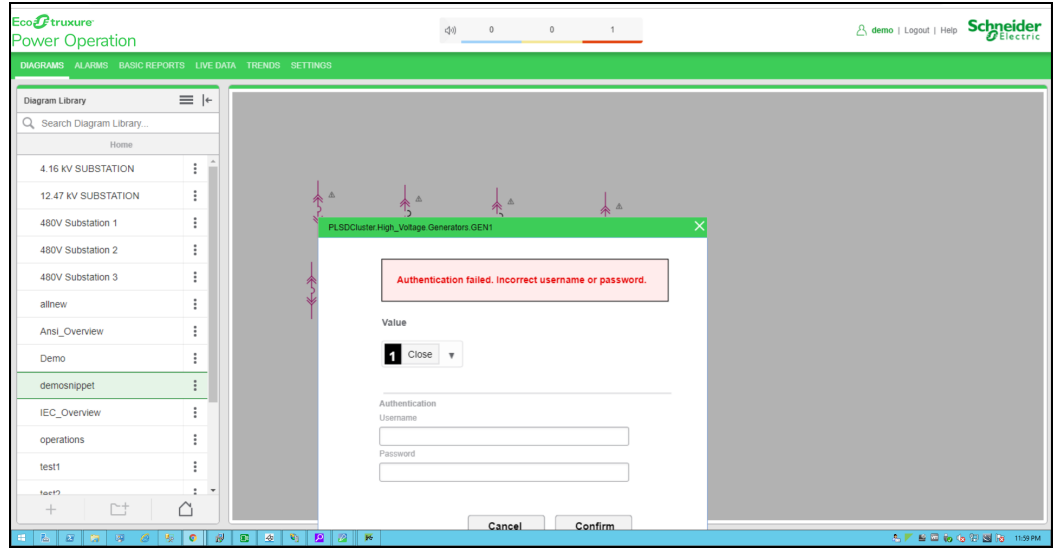 EcoStruxure
Power Operation
0 0 1
demo | Logout | Help
Schneider
Electric
DIAGRAMS ALARMS BASIC REPORTS LIVE DATA TRENDS SETTINGS
Diagram Library
Search Diagram Library...
Home
4.16 kV SUBSTATION
12.47 kV SUBSTATION
480V Substation 1
480V Substation 2
480V Substation 3
allnew
Ansi_Overview
Demo
demosnippet
IEC_Overview
operations
test1
test2
PLSDCluster.High_Voltage.Generators.GEN1
Authentication failed. Incorrect username or password.
Value
1 Close
Authentication
Username
Password
Cancel Confirm
11:59 PM